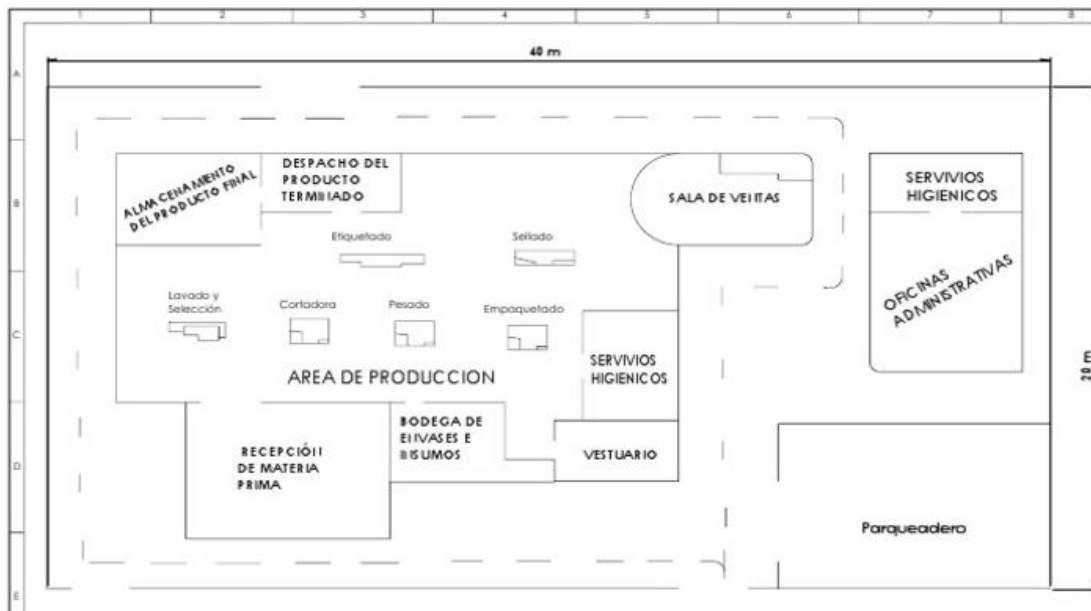 1 2 3 4 5 6 7 8
A
B
C
D
E
40 m
20 m
ALMACENAMIENTO
DEL PRODUCTO FINAL
DESPACHO DEL
PRODUCTO
TERMINADO
SALA DE VENTAS
SERVIVIOS
HIGIENICOS
OFICINAS
ADMINISTRATIVAS
Etiquetado
Sellado
Lavado y
Selección
Cortadora
Pesado
Empaquetado
AREA DE PRODUCCION
SERVIVIOS
HIGIENICOS
BODEGA DE
ENVASES E
INSUMOS
VESTUARIO
RECEPCIÓN
DE MATERIA
PRIMA
Parqueadero